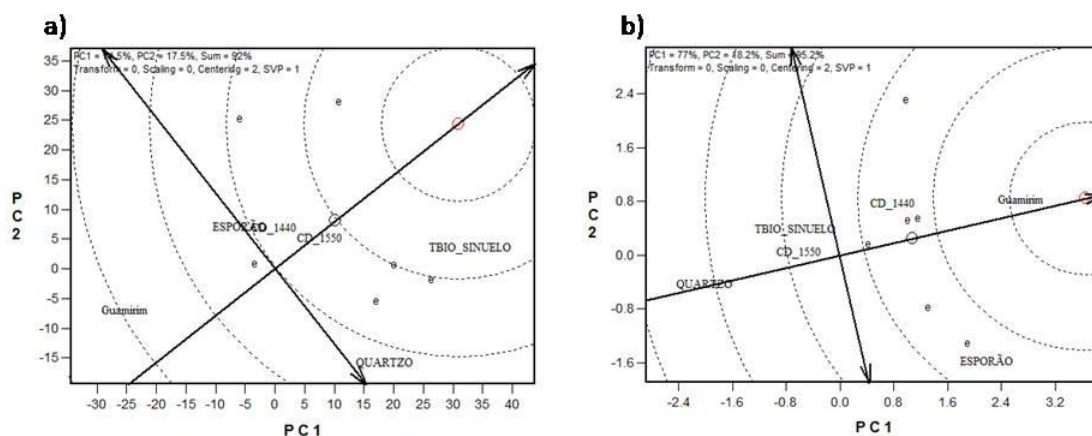 a)
PC1 = .5%, PC2 = 17.5%, Sum = 92%
Transform = 0, Scaling = 0, Centering = 2, SVP = 1
35
30
25
20
15
10
5
0
-5
-10
-15
PC2
e
e
ESPORÃO CD_1440
CD_1550
TBIO_SINUELO
e
e
e
e
Guamirim
QUARTZO
-30 -25 -20 -15 -10 -5 0 5 10 15 20 25 30 35 40
PC1
b)
PC1 = 77%, PC2 = 18.2%, Sum = 95.2%
Transform = 0, Scaling = 0, Centering = 2, SVP = 1
2.4
1.6
0.8
0.0
-0.8
-1.6
PC2
e
Guamirim
CD_1440
e e
TBIO_SINUELO
e
CD_1550
QUARTZO
e
e
ESPORÃO
-2.4 -1.6 -0.8 0.0 0.8 1.6 2.4 3.2
PC1